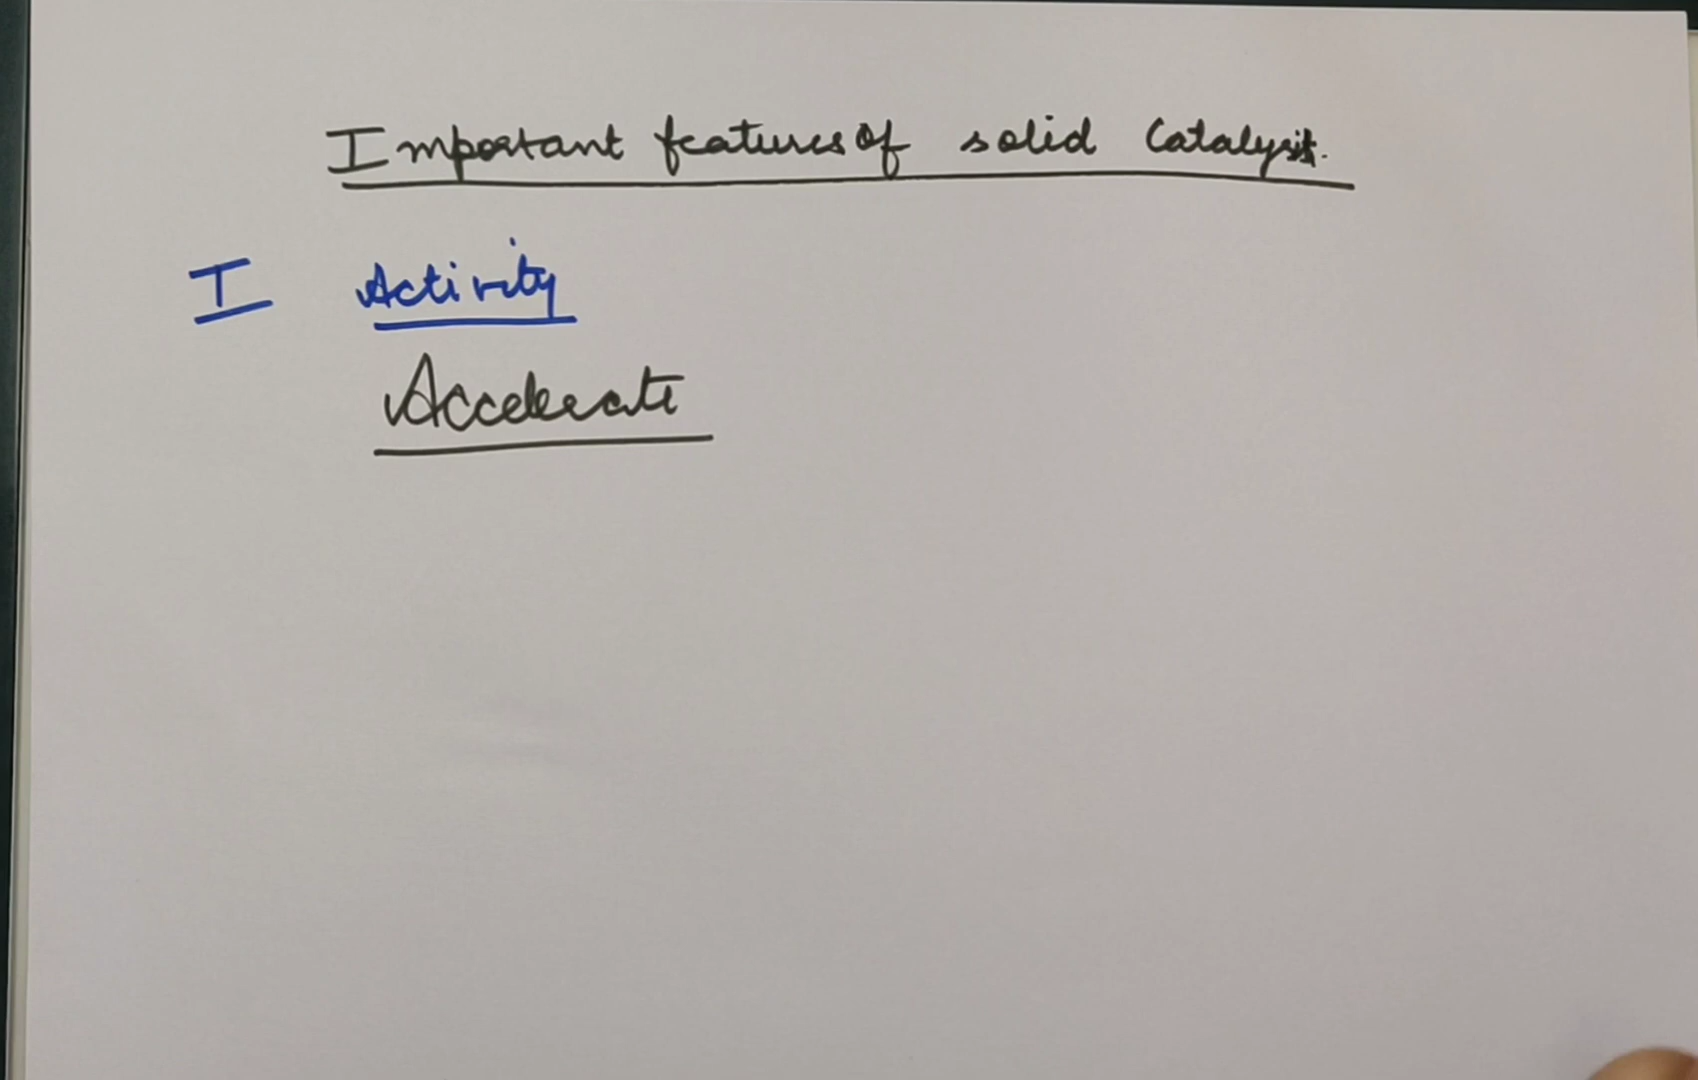 Important features of solid Catalyst.
I Activity
Accelerate